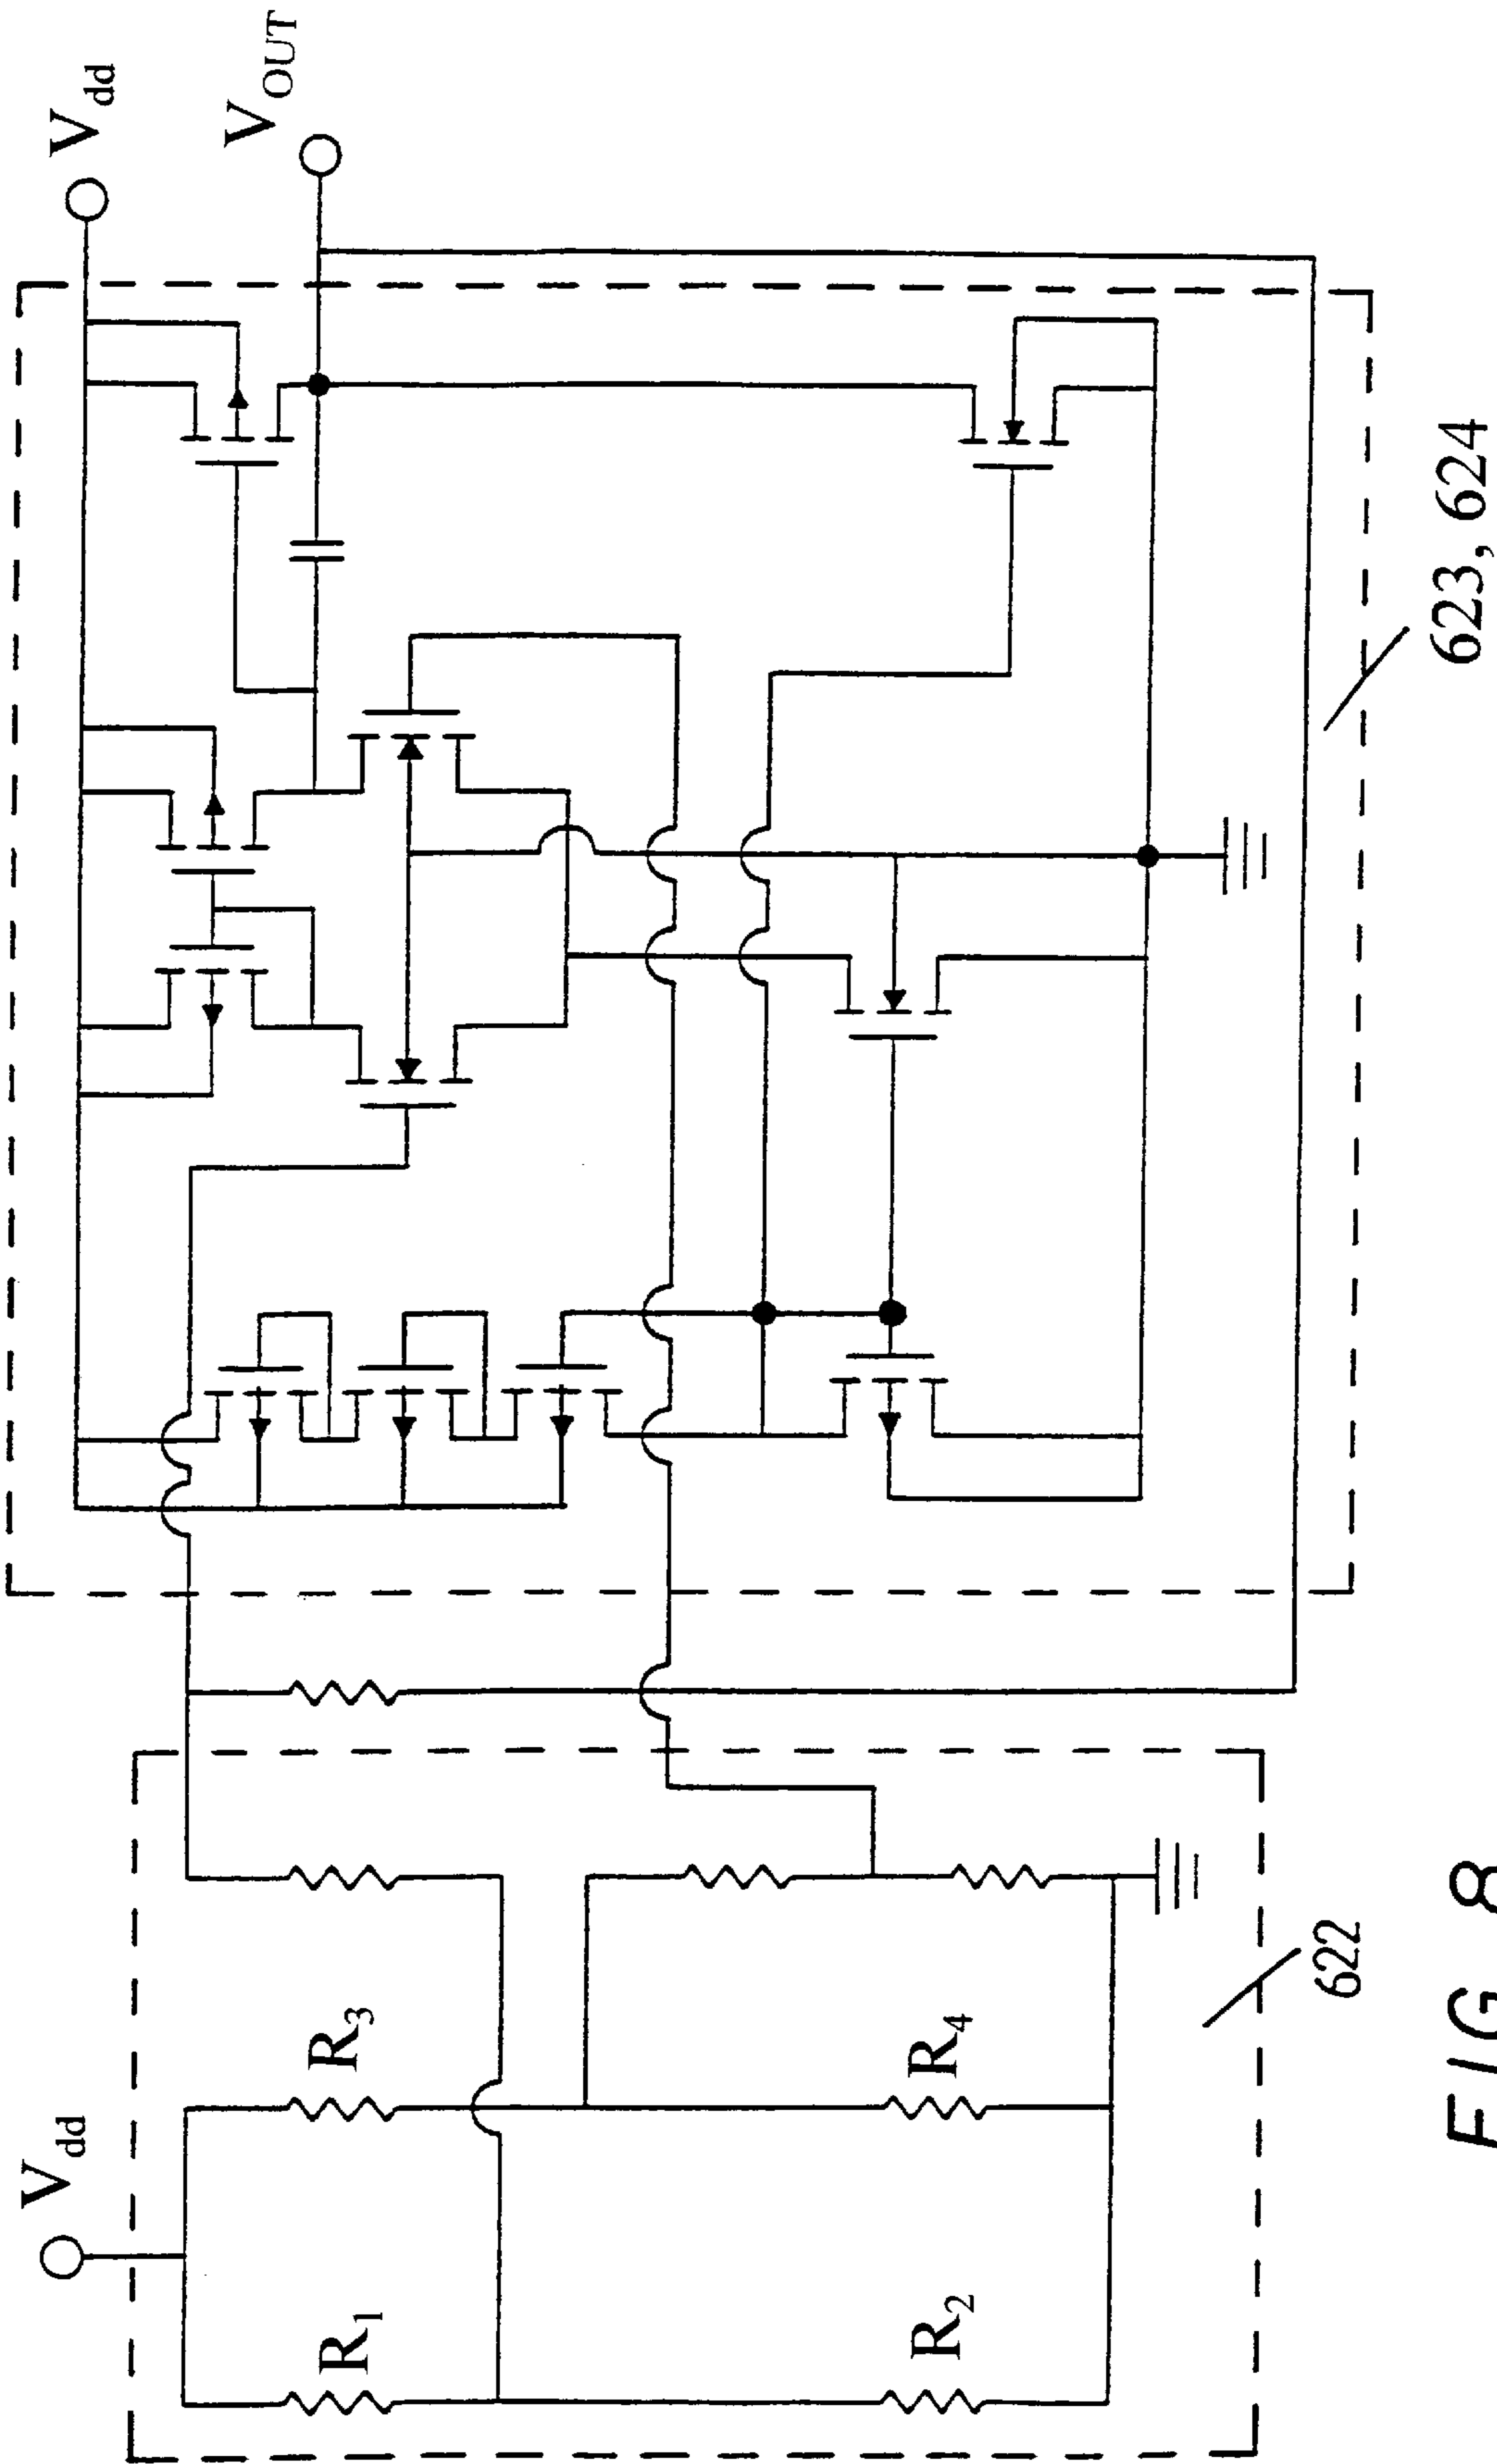 V_dd
R_1
R_2
R_3
R_4
622
V_dd
V_OUT
623, 624
FIG. 8